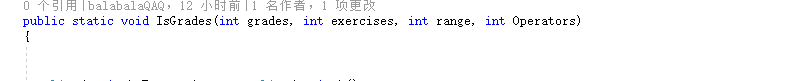 0 个引用|balabalaQAQ，12 小时前|1 名作者，1 项更改
public static void IsGrades(int grades, int exercises, int range, int Operators)
{